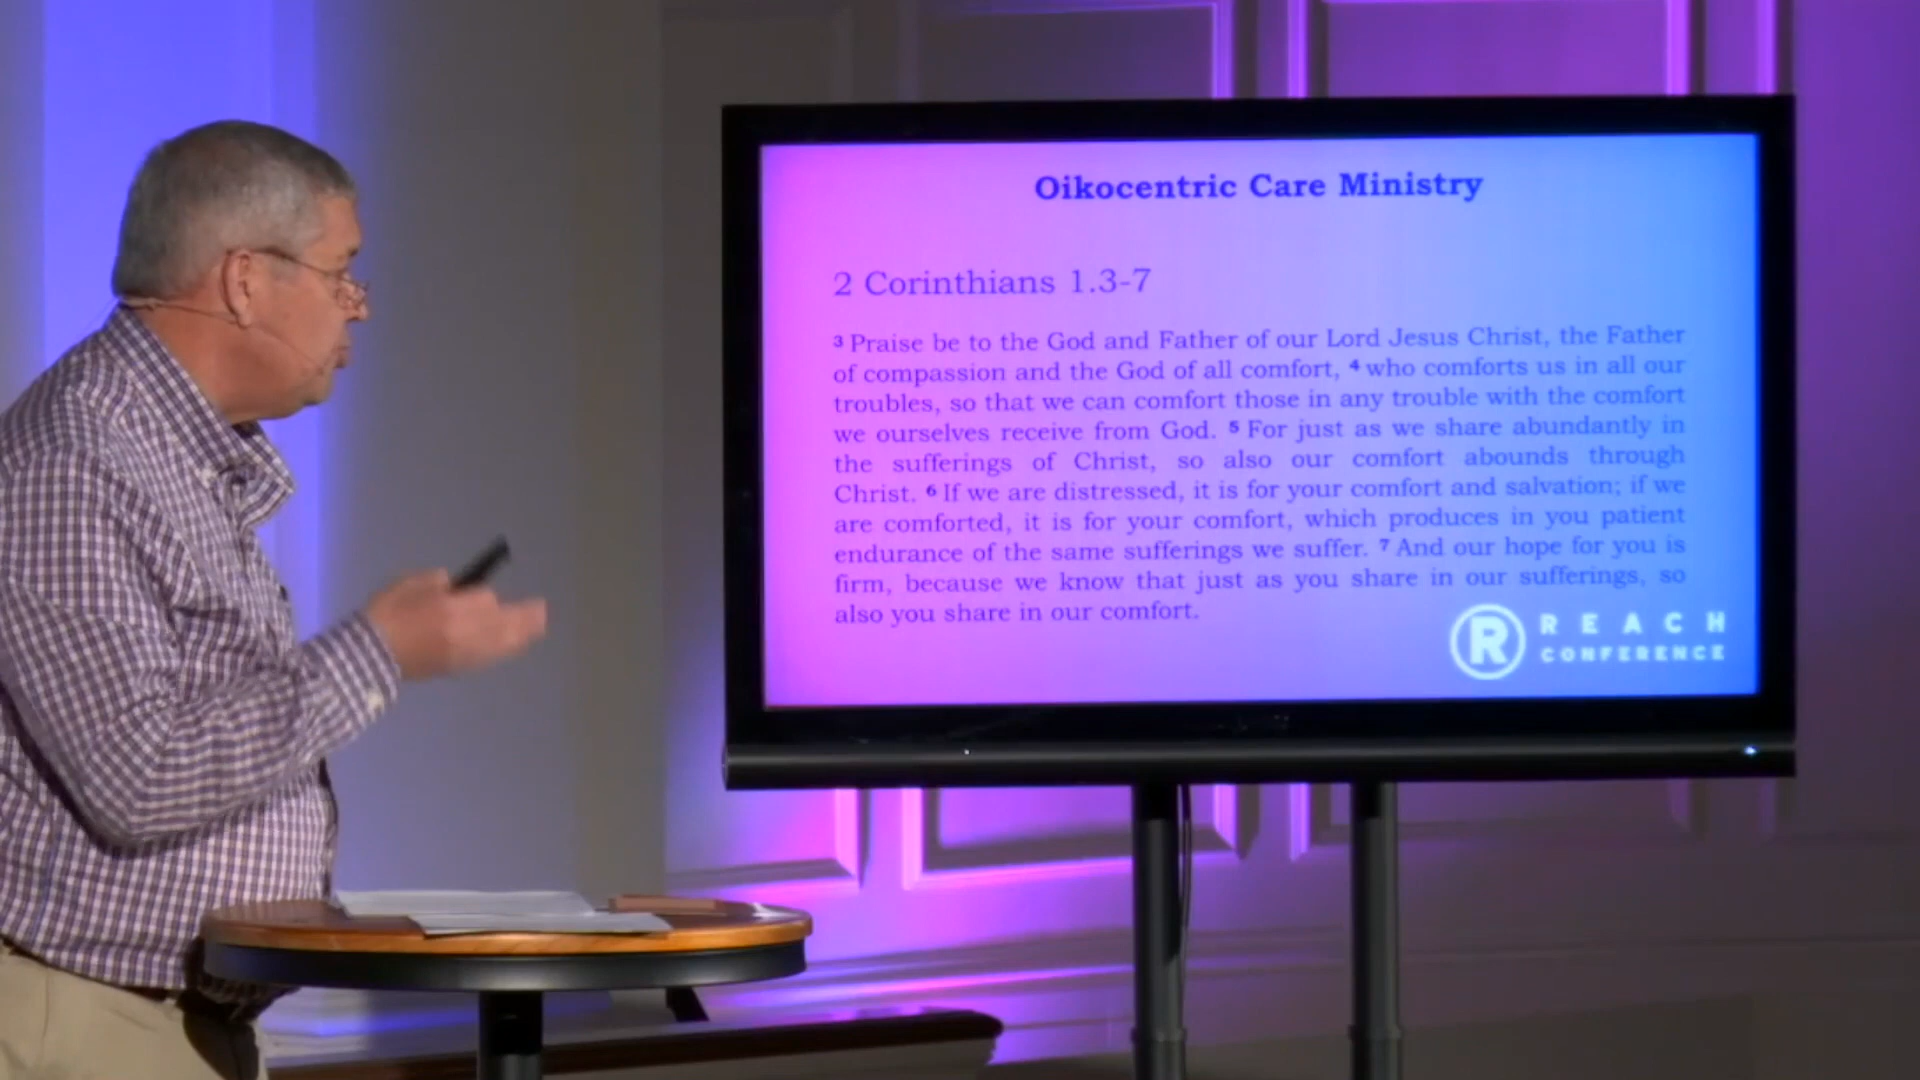 Oikocentric Care Ministry
2 Corinthians 1.3-7
³ Praise be to the God and Father of our Lord Jesus Christ, the Father
of compassion and the God of all comfort, ⁴ who comforts us in all our
troubles, so that we can comfort those in any trouble with the comfort
we ourselves receive from God. ⁵ For just as we share abundantly in
the sufferings of Christ, so also our comfort abounds through
Christ. ⁶ If we are distressed, it is for your comfort and salvation; if we
are comforted, it is for your comfort, which produces in you patient
endurance of the same sufferings we suffer. ⁷ And our hope for you is
firm, because we know that just as you share in our sufferings, so
also you share in our comfort.
R REACH
CONFERENCE